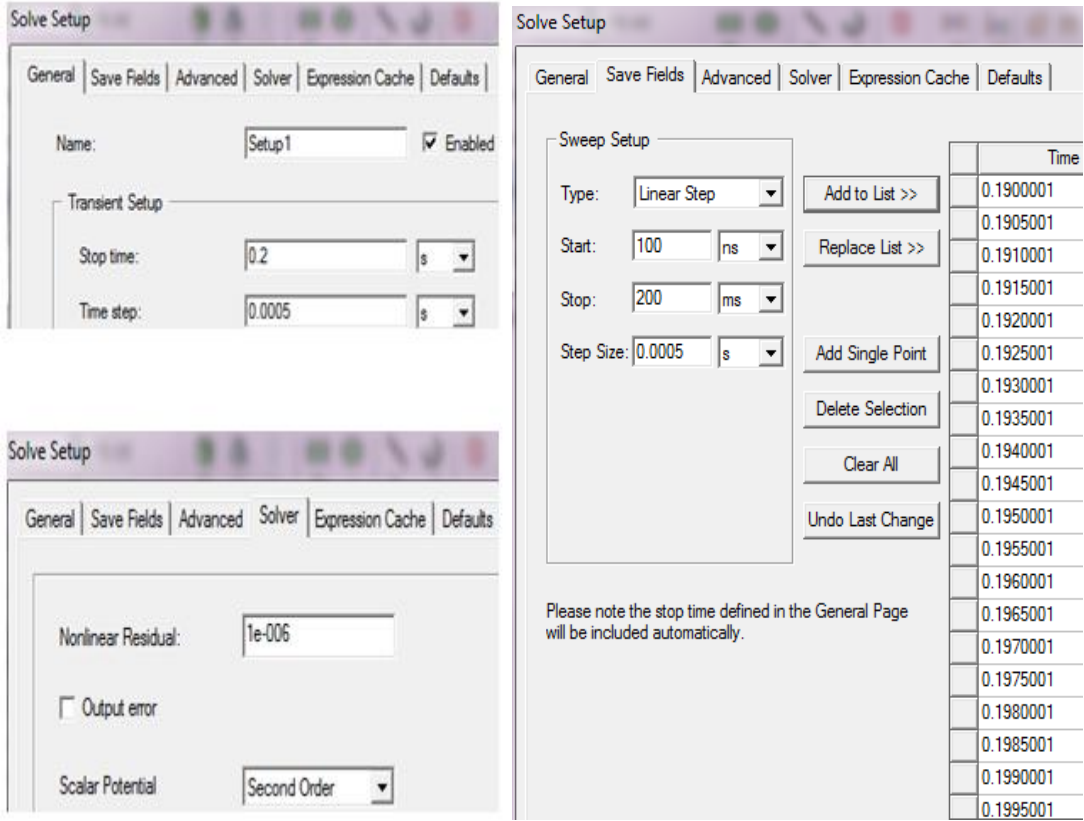 Solve Setup
General Save Fields Advanced Solver Expression Cache Defaults
Name: Setup1 Enabled
Transient Setup
Stop time: 0.2 s
Time step: 0.0005 s
Solve Setup
General Save Fields Advanced Solver Expression Cache Defaults
Nonlinear Residual: 1e-006
Output error
Scalar Potential Second Order
Solve Setup
General Save Fields Advanced Solver Expression Cache Defaults
Sweep Setup
Type: Linear Step
Start: 100 ns
Stop: 200 ms
Step Size: 0.0005 s
Add to List >>
Replace List >>
Add Single Point
Delete Selection
Clear All
Undo Last Change
Please note the stop time defined in the General Page
will be included automatically.
Time
0.1900001
0.1905001
0.1910001
0.1915001
0.1920001
0.1925001
0.1930001
0.1935001
0.1940001
0.1945001
0.1950001
0.1955001
0.1960001
0.1965001
0.1970001
0.1975001
0.1980001
0.1985001
0.1990001
0.1995001